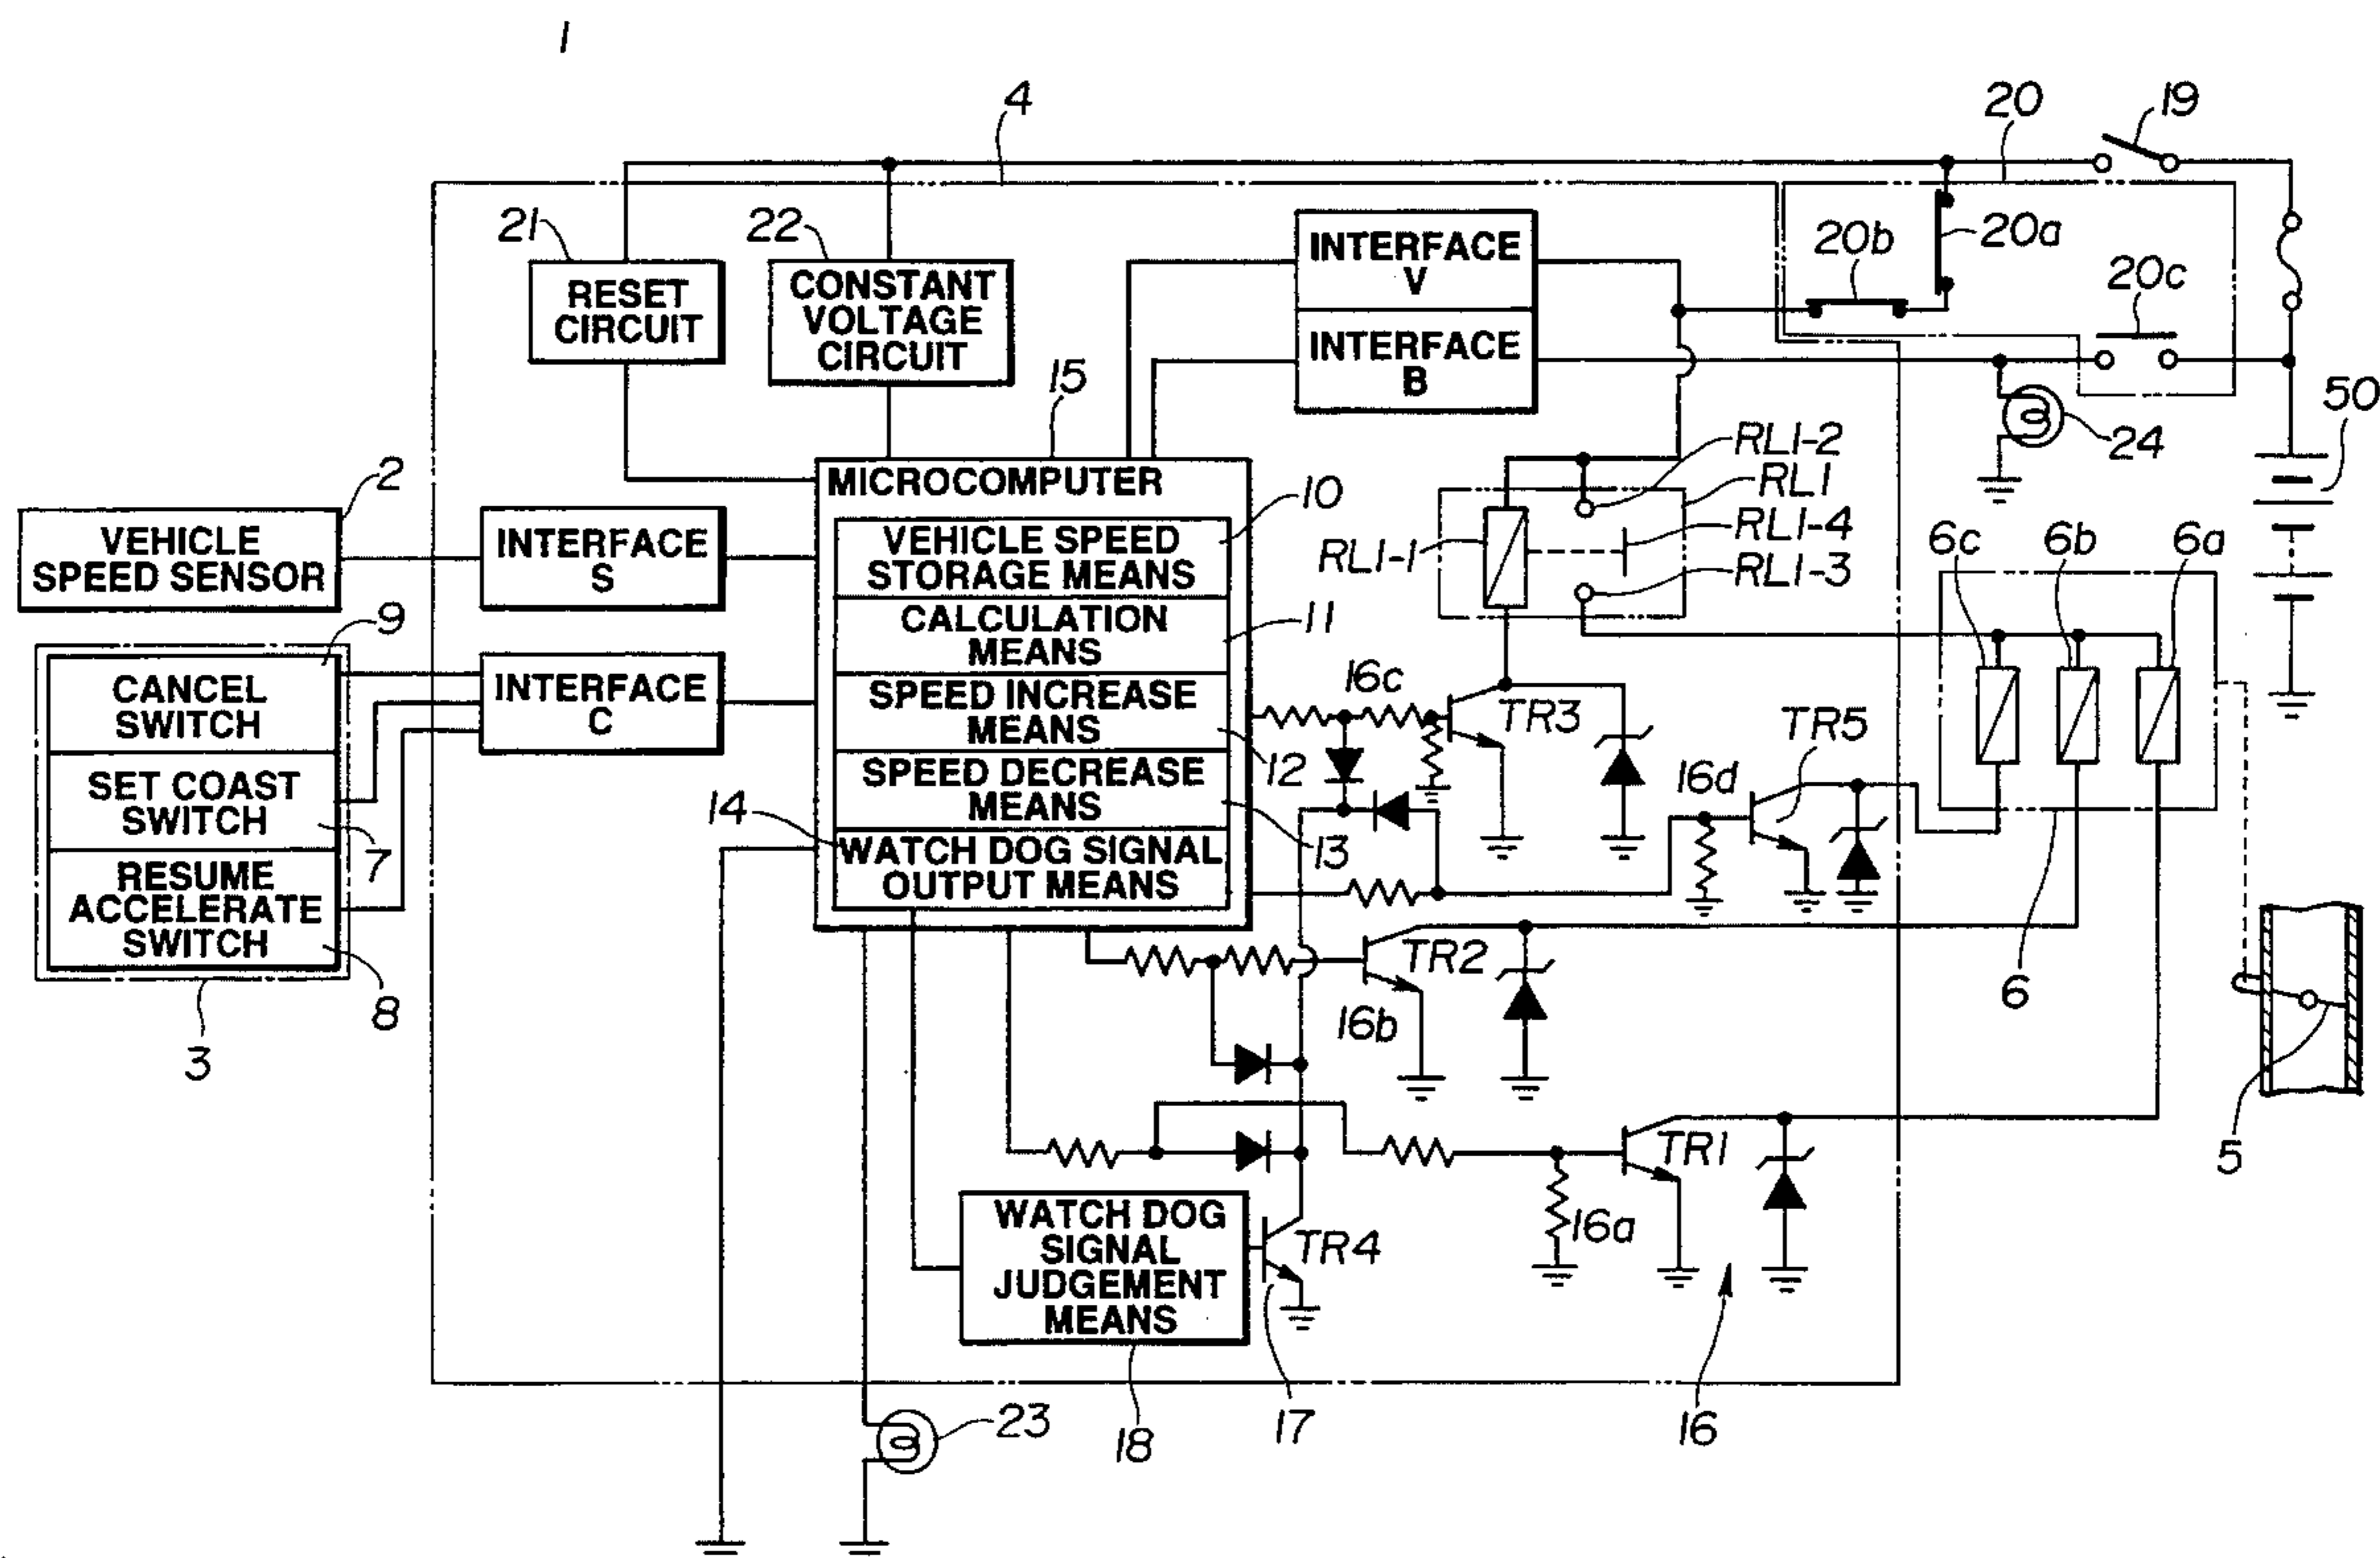 1
4
20
19
21
22
INTERFACE
V
20b
20a
20c
RESET
CIRCUIT
CONSTANT
VOLTAGE
CIRCUIT
INTERFACE
B
15
50
24
2
MICROCOMPUTER
10
RL1-2
RL1
RL1-4
RL1-3
RL1-1
VEHICLE
SPEED SENSOR
INTERFACE
S
VEHICLE SPEED
STORAGE MEANS
6c
6b
6a
9
CALCULATION
MEANS
11
CANCEL
SWITCH
INTERFACE
C
SPEED INCREASE
MEANS
12
16c
TR3
TR5
16d
SET COAST
SWITCH
7
SPEED DECREASE
MEANS
13
14
RESUME
ACCELERATE
SWITCH
8
3
WATCH DOG SIGNAL
OUTPUT MEANS
TR2
16b
6
5
TR1
16a
WATCH DOG
SIGNAL
JUDGEMENT
MEANS
TR4
23
18
17
16